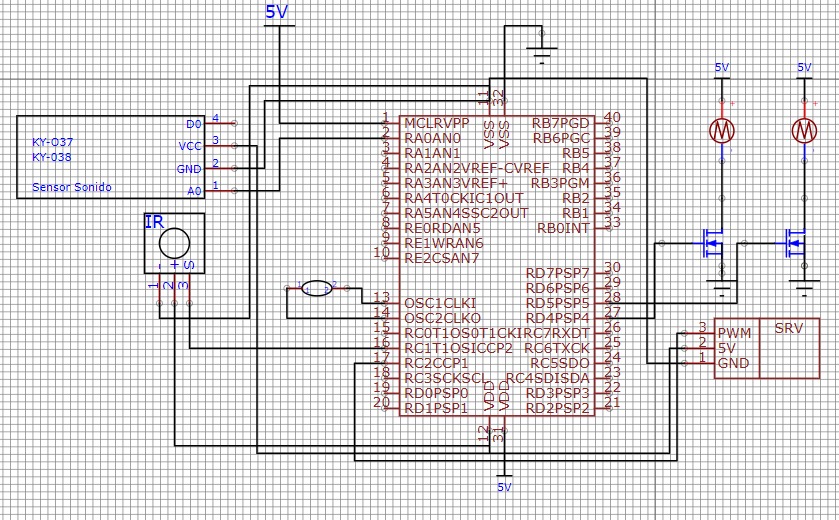 5V
5V
5V
11
32
D0
4
KY-037
KY-038
VCC
3
GND
2
Sensor Sonido
A0
1
1
MCLRVPP
VSS
VSS
RB7PGD
40
2
RA0AN0
RB6PGC
39
3
RA1AN1
RB5
38
4
RA2AN2VREF-CVREF
RB4
37
5
RA3AN3VREF+
RB3PGM
36
6
RA4T0CKIC1OUT
RB2
35
7
RA5AN4SSC2OUT
RB1
34
8
RE0RDAN5
RB0INT
33
9
RE1WRAN6
10
RE2CSAN7
IR
- + S
1 2 3
RD7PSP7
30
RD6PSP6
29
13
OSC1CLKI
RD5PSP5
28
14
OSC2CLKO
RD4PSP4
27
15
RC0T1OS0T1CKI
RC7RXDT
26
16
RC1T1OSICCP2
RC6TXCK
25
17
RC2CCP1
RC5SDO
24
18
RC3SCKSCL
RC4SDISDA
23
19
RD0PSP0
RD3PSP3
22
20
RD1PSP1
RD2PSP2
21
VDD
VDD
12
31
5V
3
PWM
SRV
2
5V
1
GND